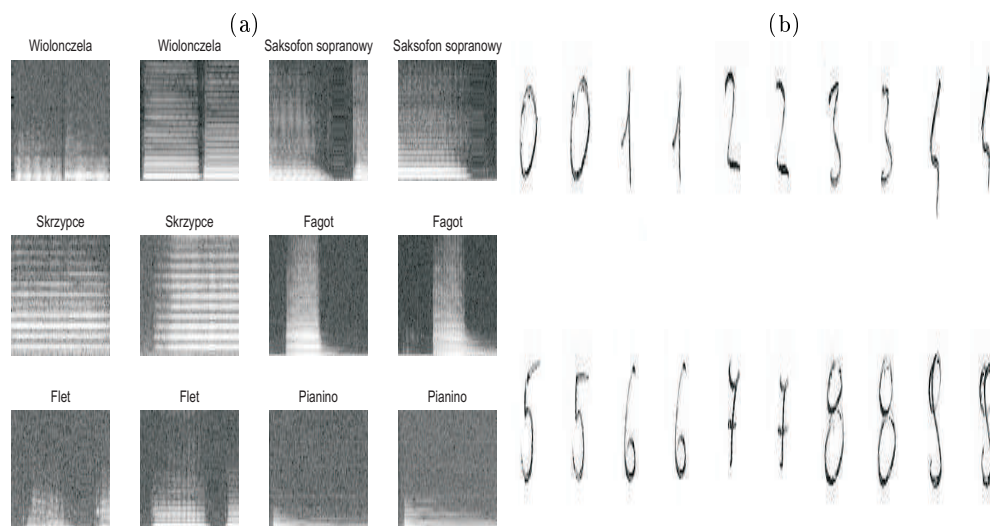 (a) (b)
Wiolonczela Wiolonczela Saksofon sopranowy Saksofon sopranowy
0 0 1 1 2 2 3 3 4 4
Skrzypce Skrzypce Fagot Fagot
Flet Flet Pianino Pianino
5 5 6 6 7 7 8 8 9 9